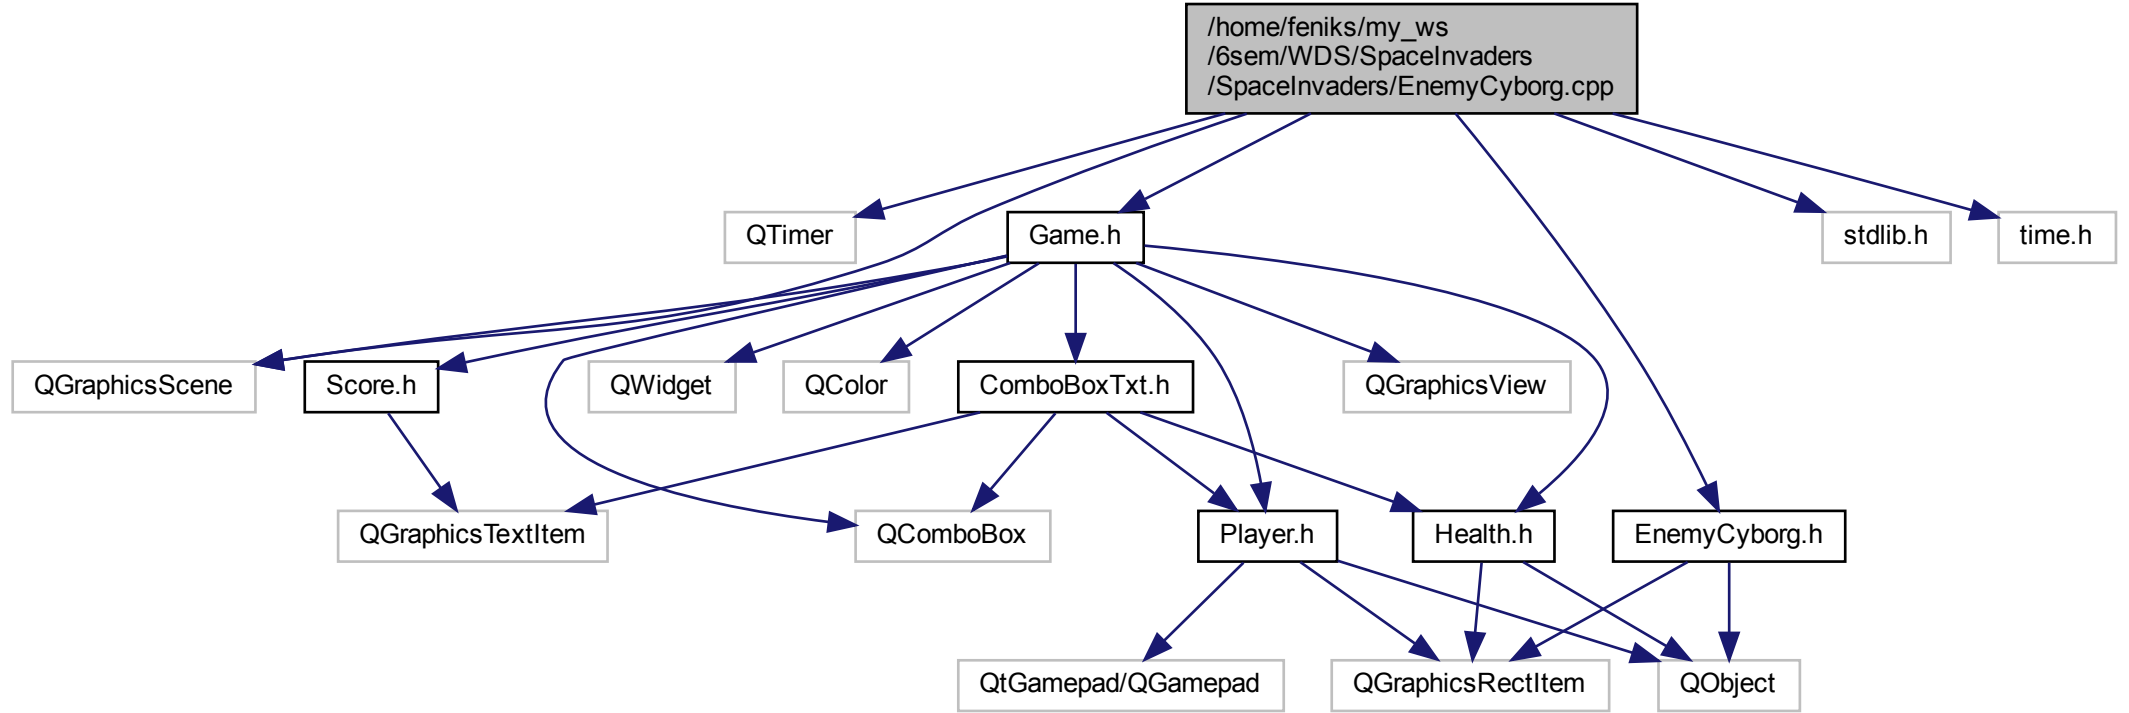 /home/feniks/my_ws
/6sem/WDS/SpaceInvaders
/SpaceInvaders/EnemyCyborg.cpp
QTimer
Game.h
stdlib.h
time.h
QGraphicsScene
Score.h
QWidget
QColor
ComboBoxTxt.h
QGraphicsView
QGraphicsTextItem
QComboBox
Player.h
Health.h
EnemyCyborg.h
QtGamepad/QGamepad
QGraphicsRectItem
QObject